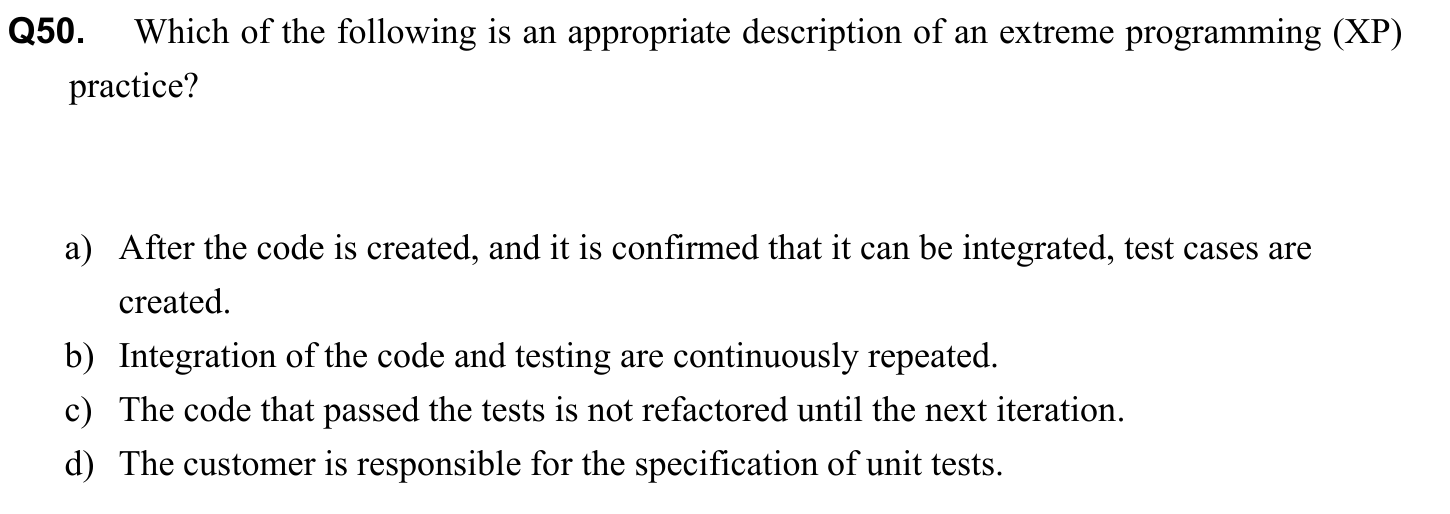 Q50. Which of the following is an appropriate description of an extreme programming (XP)
practice?
a) After the code is created, and it is confirmed that it can be integrated, test cases are
created.
b) Integration of the code and testing are continuously repeated.
c) The code that passed the tests is not refactored until the next iteration.
d) The customer is responsible for the specification of unit tests.